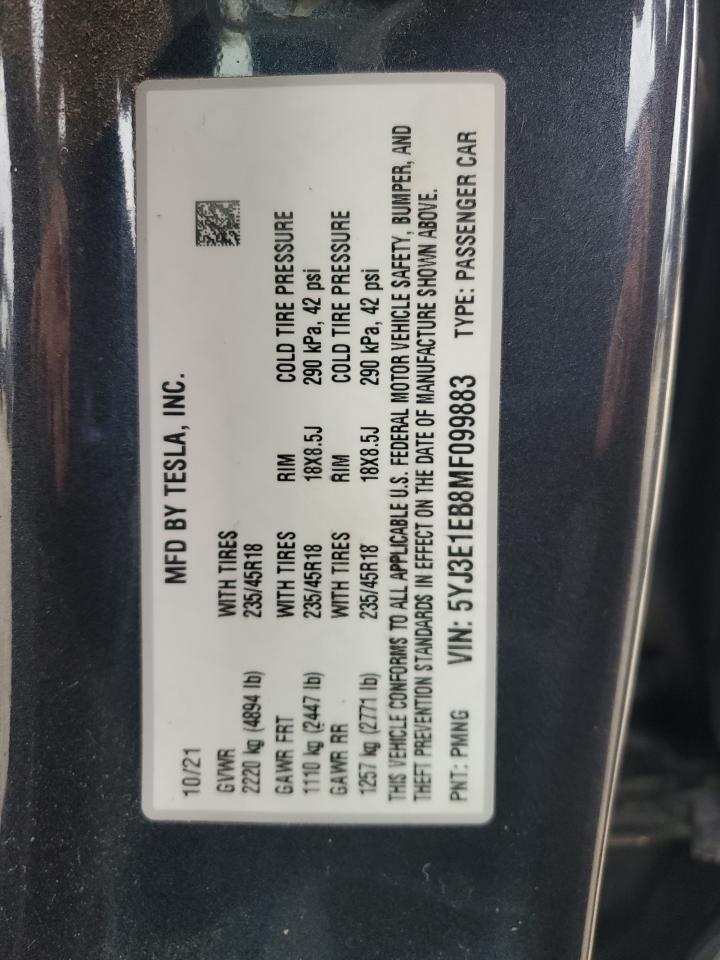 MFD BY TESLA, INC.
10/21
GVWR WITH TIRES
2220 kg (4894 lb) 235/45R18
GAWR FRT WITH TIRES RIM COLD TIRE PRESSURE
1110 kg (2447 lb) 235/45R18 18X8.5J 290 kPa, 42 psi
GAWR RR WITH TIRES RIM COLD TIRE PRESSURE
1257 kg (2771 lb) 235/45R18 18X8.5J 290 kPa, 42 psi
THIS VEHICLE CONFORMS TO ALL APPLICABLE U.S. FEDERAL MOTOR VEHICLE SAFETY, BUMPER, AND
THEFT PREVENTION STANDARDS IN EFFECT ON THE DATE OF MANUFACTURE SHOWN ABOVE.
PNT: PMNG VIN: 5YJ3E1EB8MF099883 TYPE: PASSENGER CAR